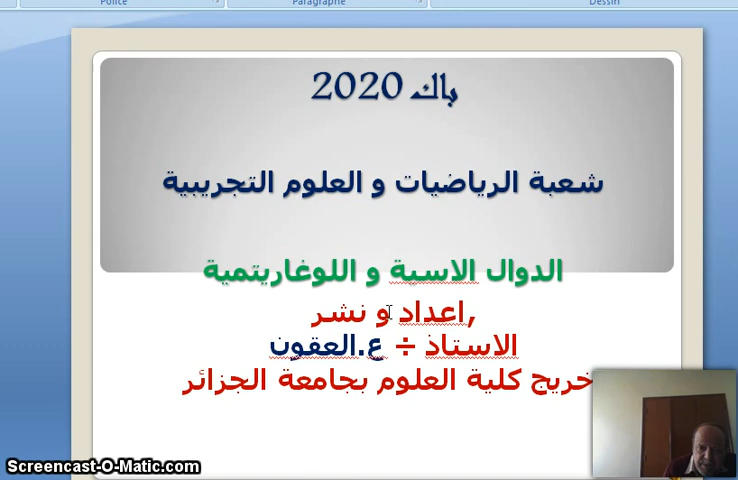 Police
Paragraphe
Dessin
باك 2020
شعبة الرياضيات و العلوم التجريبية
الدوال الاسية و اللوغاريتمية
,اعداد و نشر
الاستاذ ÷ ع.العقون
خريج كلية العلوم بجامعة الجزائر
Screencast-O-Matic.com